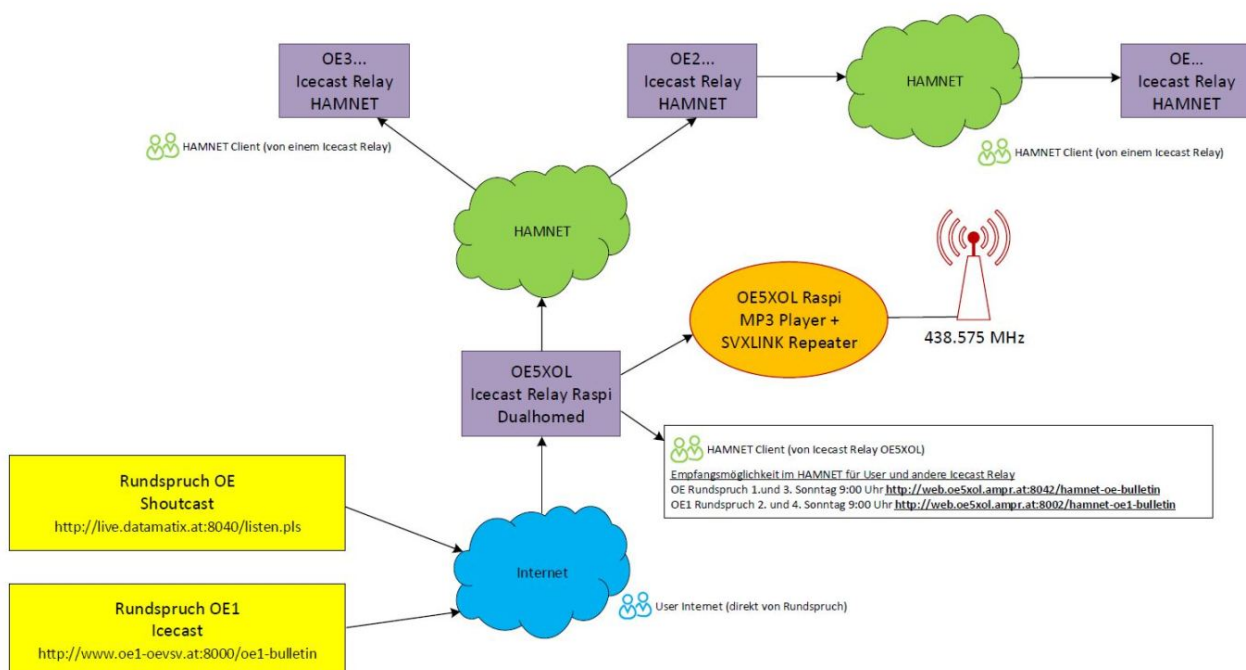 OE3...
Icecast Relay
HAMNET
OE2...
Icecast Relay
HAMNET
HAMNET
OE...
Icecast Relay
HAMNET
HAMNET Client (von einem Icecast Relay)
HAMNET Client (von einem Icecast Relay)
HAMNET
OE5XOL Raspi
MP3 Player +
SVXLINK Repeater
438.575 MHz
OE5XOL
Icecast Relay Raspi
Dualhomed
HAMNET Client (von Icecast Relay OE5XOL)
Empfangsmöglichkeit im HAMNET für User und andere Icecast Relay
OE Rundspruch 1.und 3. Sonntag 9:00 Uhr http://web.oe5xol.ampr.at:8042/hamnet-oe-bulletin
OE1 Rundspruch 2. und 4. Sonntag 9:00 Uhr http://web.oe5xol.ampr.at:8002/hamnet-oe1-bulletin
Rundspruch OE
Shoutcast
http://live.datamatix.at:8040/listen.pls
Internet
User Internet (direkt von Rundspruch)
Rundspruch OE1
Icecast
http://www.oe1-oevsv.at:8000/oe1-bulletin